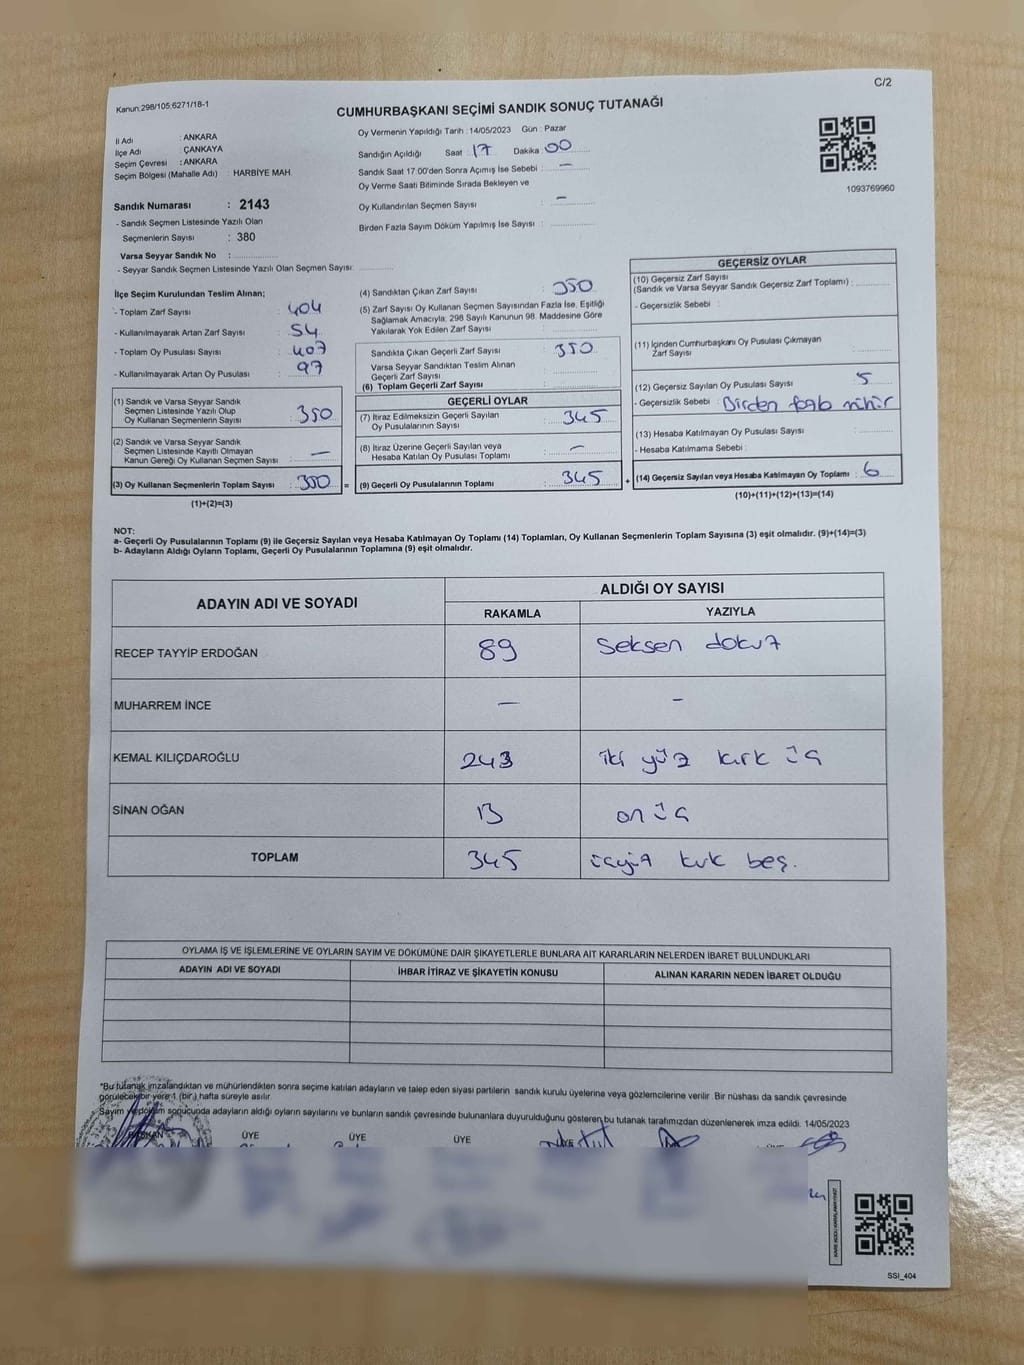 C/2
Kanun:298/105;6271/18-1
CUMHURBAŞKANI SEÇİMİ SANDIK SONUÇ TUTANAĞI
İl Adı : ANKARA
İlçe Adı : ÇANKAYA
Seçim Çevresi : ANKARA
Seçim Bölgesi (Mahalle Adı) : HARBİYE MAH.
Oy Vermenin Yapıldığı Tarih : 14/05/2023 Gün : Pazar
Sandığın Açıldığı Saat : 17 Dakika : 00
Sandık Saat 17:00'den Sonra Açımış İse Sebebi : —
Oy Verme Saati Bitiminde Sırada Bekleyen ve
Oy Kullandırılan Seçmen Sayısı : —
Birden Fazla Sayım Döküm Yapılmış İse Sayısı :
1093769960
Sandık Numarası : 2143
- Sandık Seçmen Listesinde Yazılı Olan
Seçmenlerin Sayısı : 380
Varsa Seyyar Sandık No :
- Seyyar Sandık Listesinde Yazılı Olan Seçmen Sayısı:
İlçe Seçim Kurulundan Teslim Alınan;
- Toplam Zarf Sayısı : 404
- Kullanılmayarak Artan Zarf Sayısı : 54
- Toplam Oy Pusulası Sayısı : 407
- Kullanılmayarak Artan Oy Pusulası :
(1) Sandık ve Varsa Seyyar Sandık
Seçmen Listesinde Yazılı Olup
Oy Kullanan Seçmenlerin Sayısı : 350
(2) Sandık ve Varsa Seyyar Sandık
Seçmen Listesinde Kayıtlı Olmayan
Kanun Gereği Oy Kullanan Seçmen Sayısı : —
(3) Oy Kullanan Seçmenlerin Toplam Sayısı : 350
(1)+(2)=(3)
(4) Sandıktan Çıkan Zarf Sayısı : 350
(5) Zarf Sayısı Oy Kullanan Seçmen Sayısından Fazla İse, Eşitliği
Sağlamak Amacıyla; 298 Sayılı Kanunun 98. Maddesine Göre
Yakılarak Yok Edilen Zarf Sayısı :
Sandıkta Çıkan Geçerli Zarf Sayısı : 350
Varsa Seyyar Sandıktan Teslim Alınan
Geçerli Zarf Sayısı :
(6) Toplam Geçerli Zarf Sayısı :
GEÇERLİ OYLAR
(7) İtiraz Edilmeksizin Geçerli Sayılan
Oy Pusulalarının Sayısı : 345
(8) İtiraz Üzerine Geçerli Sayılan veya
Hesaba Katılan Oy Pusulası Toplamı : —
= (9) Geçerli Oy Pusulalarının Toplamı : 345
GEÇERSİZ OYLAR
(10) Geçersiz Zarf Sayısı
(Sandık ve Varsa Seyyar Sandık Geçersiz Zarf Toplamı) :
- Geçersizlik Sebebi :
(11) İçinden Cumhurbaşkanı Oy Pusulası Çıkmayan
Zarf Sayısı :
(12) Geçersiz Sayılan Oy Pusulası Sayısı : 5
- Geçersizlik Sebebi : Birden fazla mühür
(13) Hesaba Katılmayan Oy Pusulası Sayısı :
- Hesaba Katılmama Sebebi :
+ (14) Geçersiz Sayılan veya Hesaba Katılmayan Oy Toplamı : 6
(10)+(11)+(12)+(13)=(14)
NOT:
a- Geçerli Oy Pusulalarının Toplamı (9) ile Geçersiz Sayılan veya Hesaba Katılmayan Oy Toplamı (14) Toplamları, Oy Kullanan Seçmenlerin Toplam Sayısına (3) eşit olmalıdır. (9)+(14)=(3)
b- Adayların Aldığı Oyların Toplamı, Geçerli Oy Pusulalarının Toplamına (9) eşit olmalıdır.
ADAYIN ADI VE SOYADI ALDIĞI OY SAYISI
RAKAMLA YAZIYLA
RECEP TAYYİP ERDOĞAN 89 Seksen dokuz
MUHARREM İNCE — —
KEMAL KILIÇDAROĞLU 243 iki yüz kırk üç
SİNAN OĞAN 13 on üç
TOPLAM 345 üçyüz kırk beş.
OYLAMA İŞ VE İŞLEMLERİNE VE OYLARIN SAYIM VE DÖKÜMÜNE DAİR ŞİKAYETLERLE BUNLARA AİT KARARLARIN NELERDEN İBARET BULUNDUKLARI
ADAYIN ADI VE SOYADI İHBAR İTİRAZ VE ŞİKAYETİN KONUSU ALINAN KARARIN NEDEN İBARET OLDUĞU
*Bu tutanak imzalandıktan ve mühürlendikten sonra seçime katılan adayların ve talep eden siyasi partilerin sandık kurulu üyelerine veya gözlemcilerine verilir. Bir nüshası da sandık çevresinde
görülecek bir yere 1 (bir) hafta süreyle asılır.
Sayım ve döküm sonucunda adayların aldığı oyların sayılarını ve bunların sandık çevresinde bulunanlara duyurulduğunu gösteren bu tutanak tarafımızdan düzenlenerek imza edildi. 14/05/2023
BAŞKAN ÜYE ÜYE ÜYE ÜYE
KARE KODU KARALAMAYINIZ
SSI_404